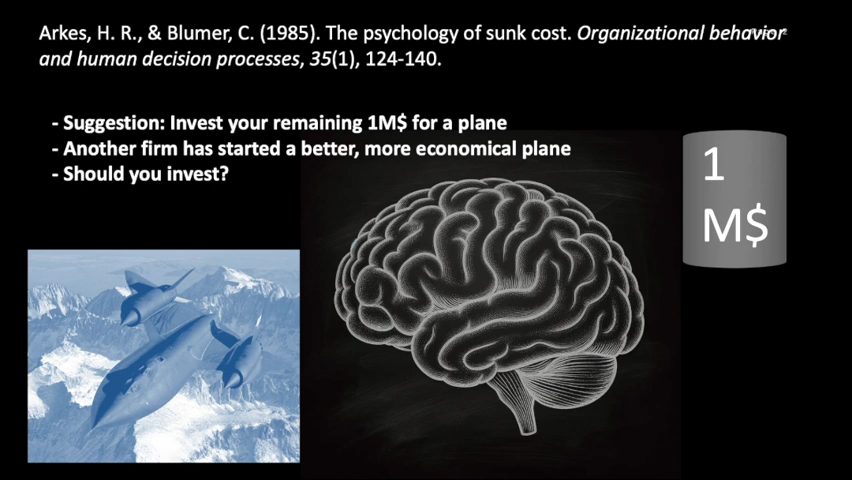 Arkes, H. R., & Blumer, C. (1985). The psychology of sunk cost. Organizational behavior
and human decision processes, 35(1), 124-140.
- Suggestion: Invest your remaining 1M$ for a plane
- Another firm has started a better, more economical plane
- Should you invest?
1
M$